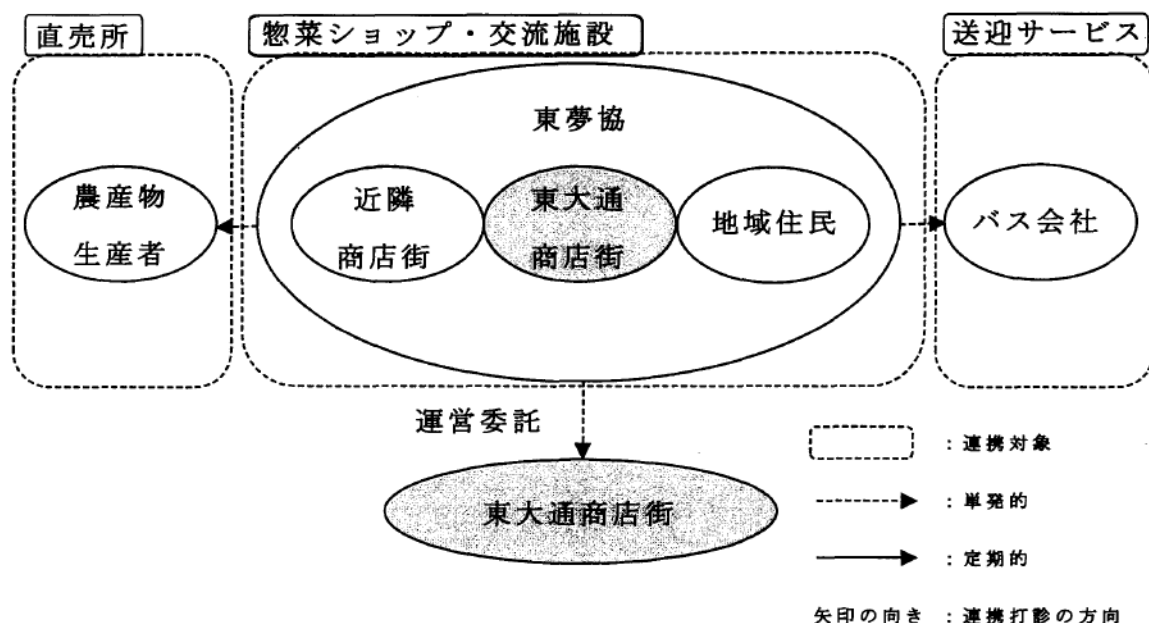 直売所
惣菜ショップ・交流施設
送迎サービス
東夢協
農産物
生産者
近隣
商店街
東大通
商店街
地域住民
バス会社
運営委託
東大通商店街
：連携対象
：単発的
：定期的
矢印の向き ：連携打診の方向